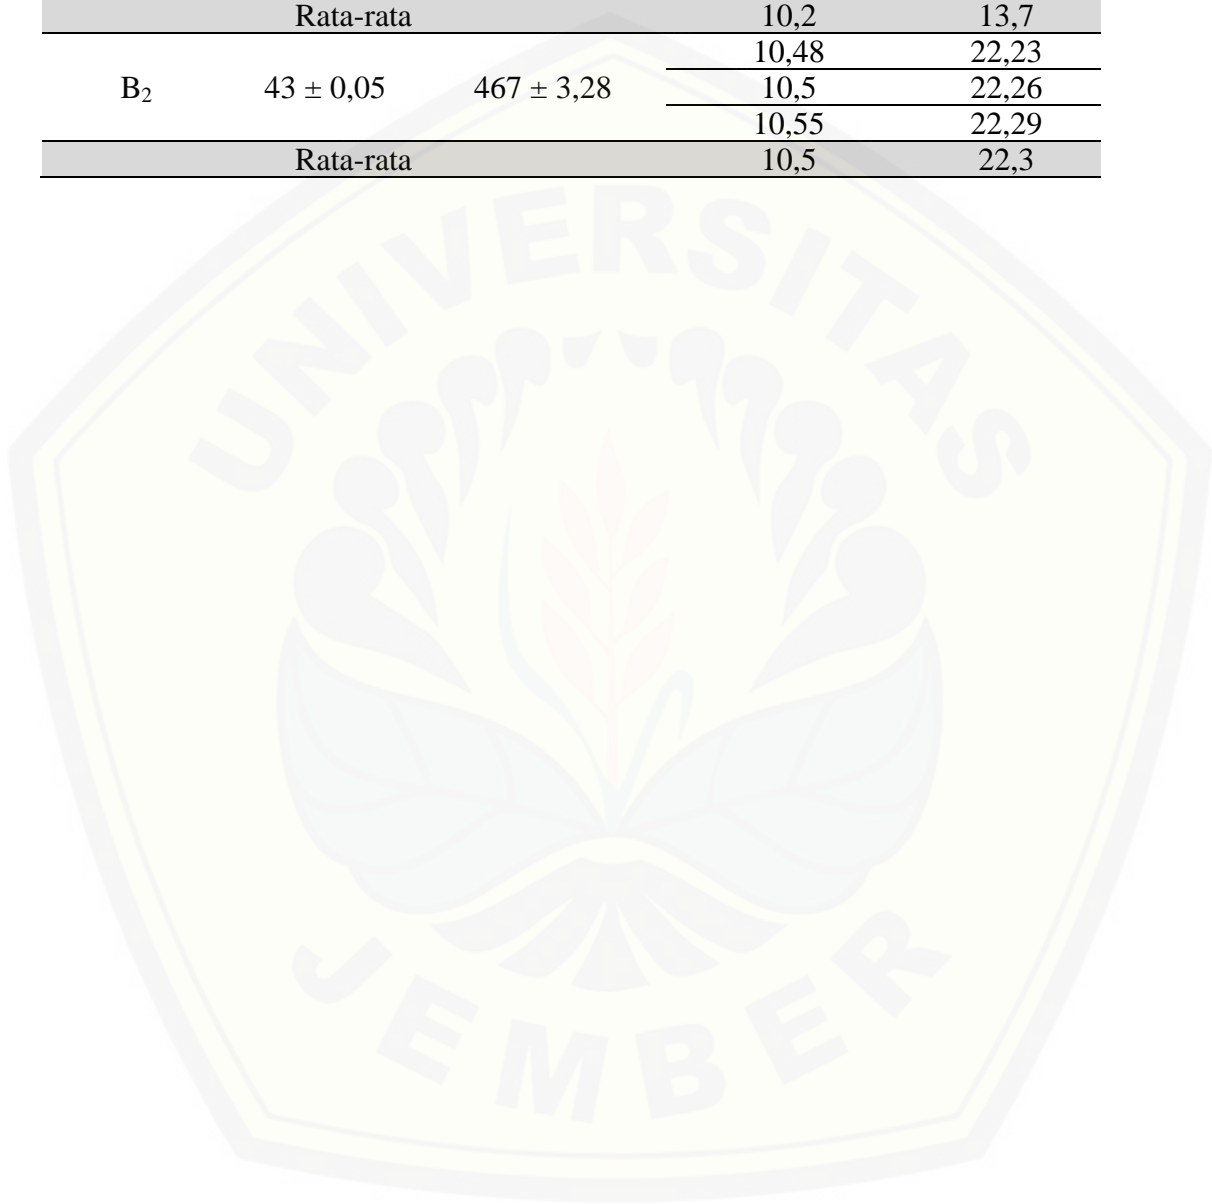 Rata-rata 10,2 13,7
10,48 22,23
B₂ 43 ± 0,05 467 ± 3,28 10,5 22,26
10,55 22,29
Rata-rata 10,5 22,3
UNIVERSITAS
JEMBER